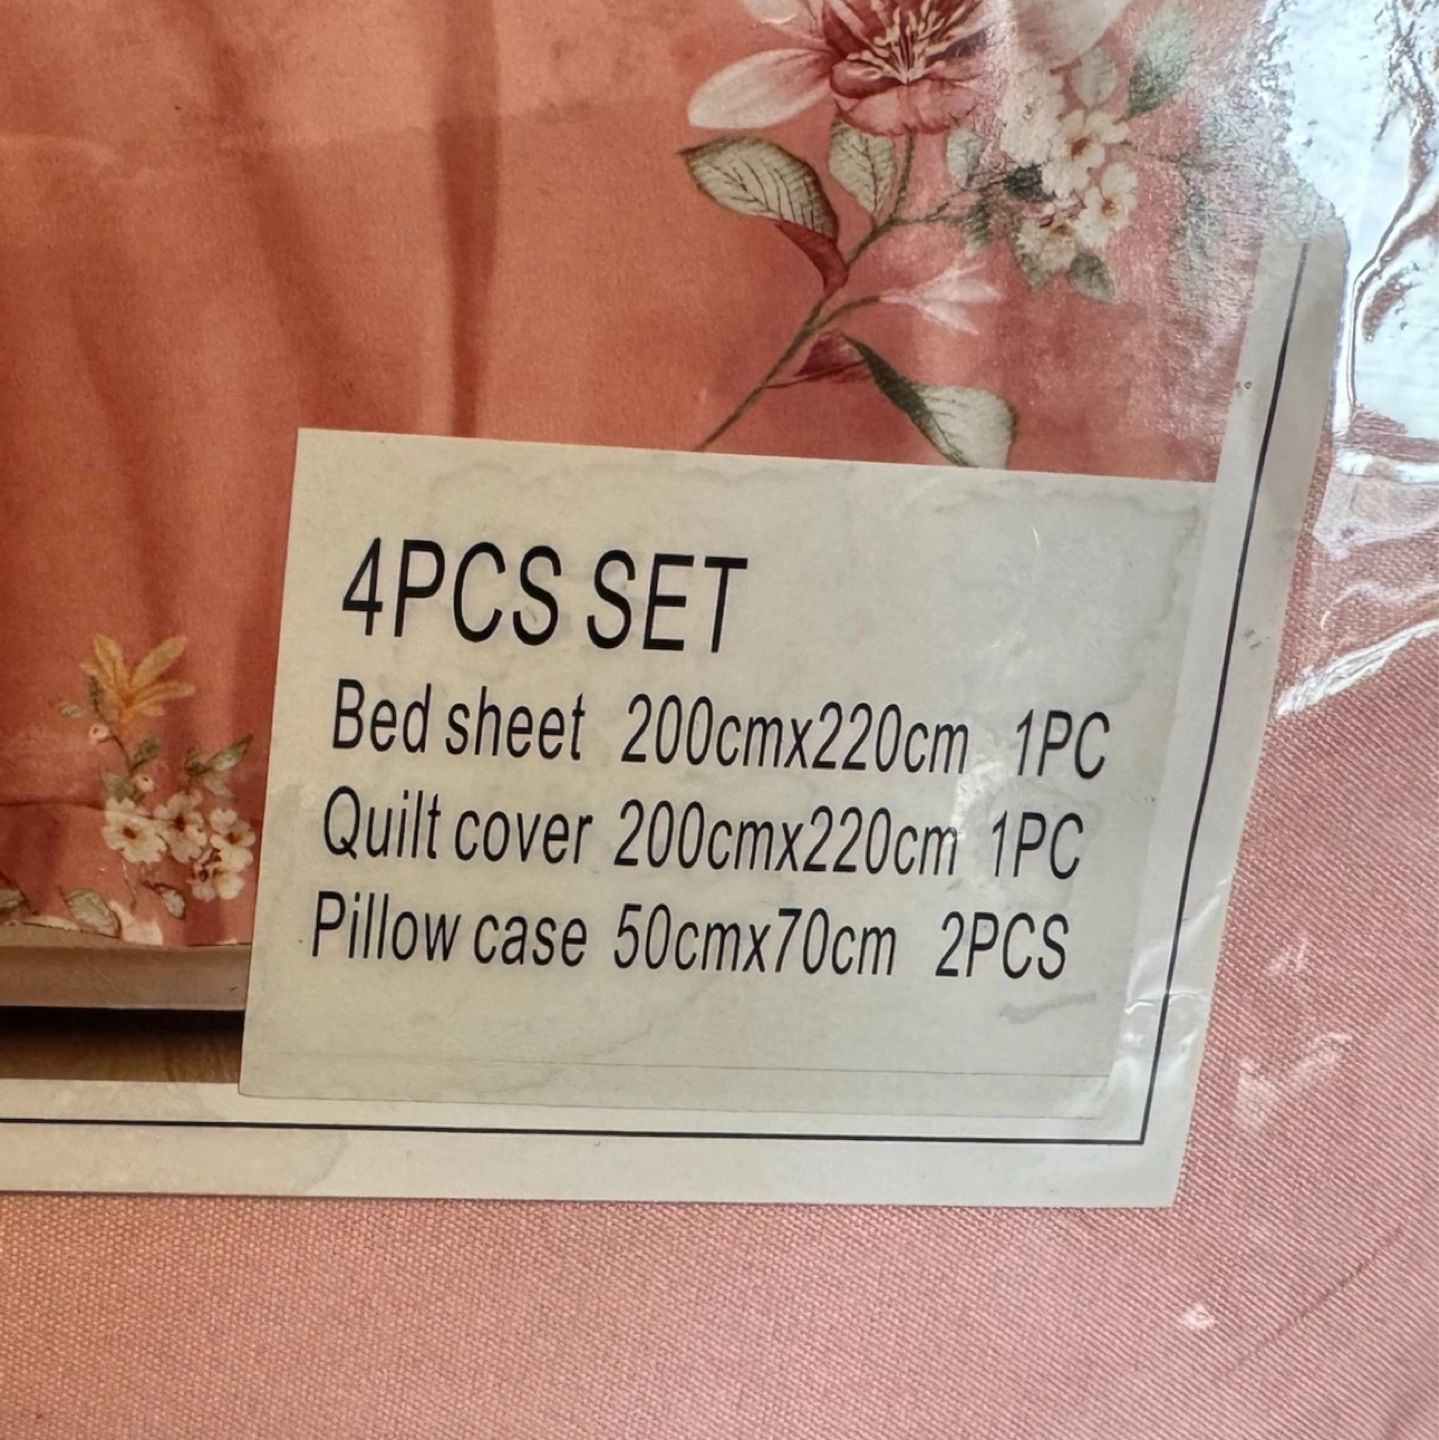 4PCS SET
Bed sheet 200cmx220cm 1PC
Quilt cover 200cmx220cm 1PC
Pillow case 50cmx70cm 2PCS